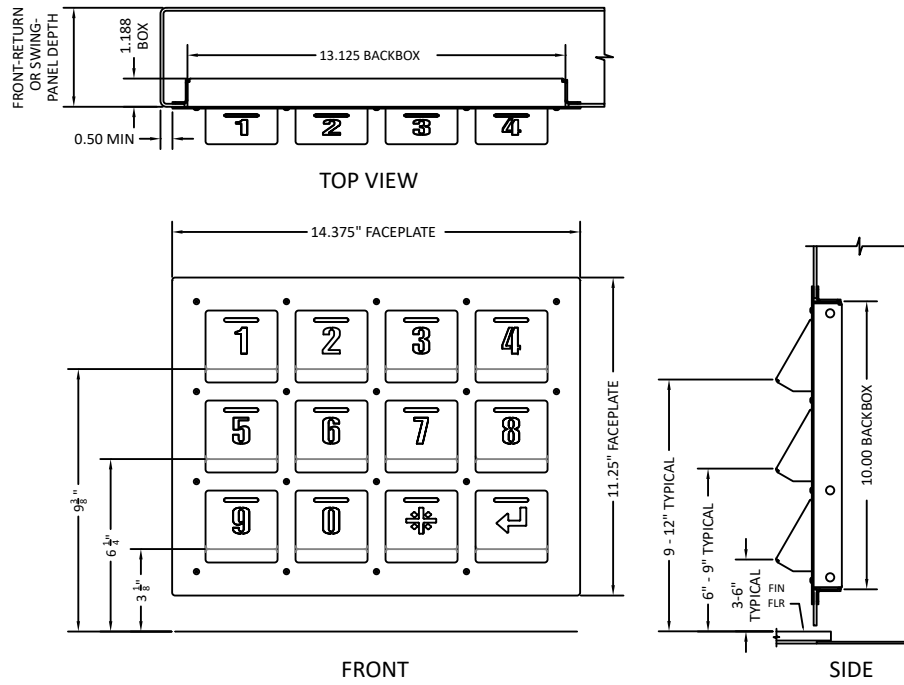 FRONT-RETURN
OR SWING-
PANEL DEPTH
1.188
BOX
13.125 BACKBOX
0.50 MIN
1 2 3 4
TOP VIEW
14.375" FACEPLATE
1 2 3 4
5 6 7 8
9 0 *
9 3/8"
6 1/4"
3 1/8"
11.25" FACEPLATE
FRONT
9 - 12" TYPICAL
6" - 9" TYPICAL
3-6"
TYPICAL
FIN
FLR
10.00 BACKBOX
SIDE